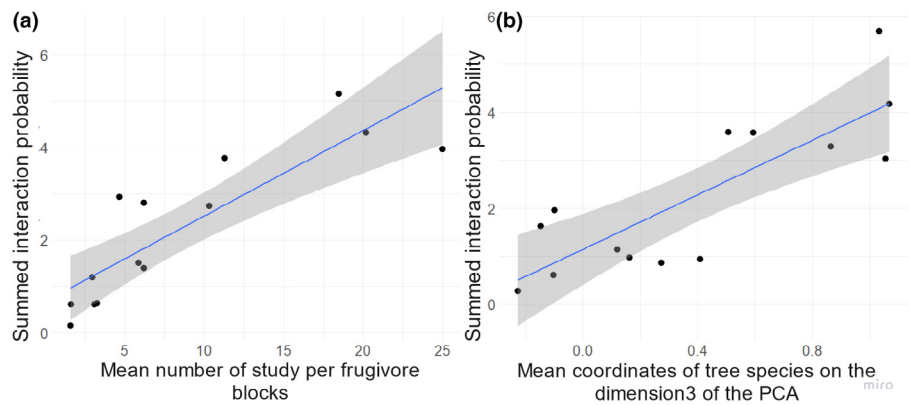 (a)
Summed interaction probability
6
4
2
0
5
10
15
20
25
Mean number of study per frugivore
blocks
(b)
Summed interaction probability
6
4
2
0
0.0
0.4
0.8
Mean coordinates of tree species on the
dimension3 of the PCA
miro